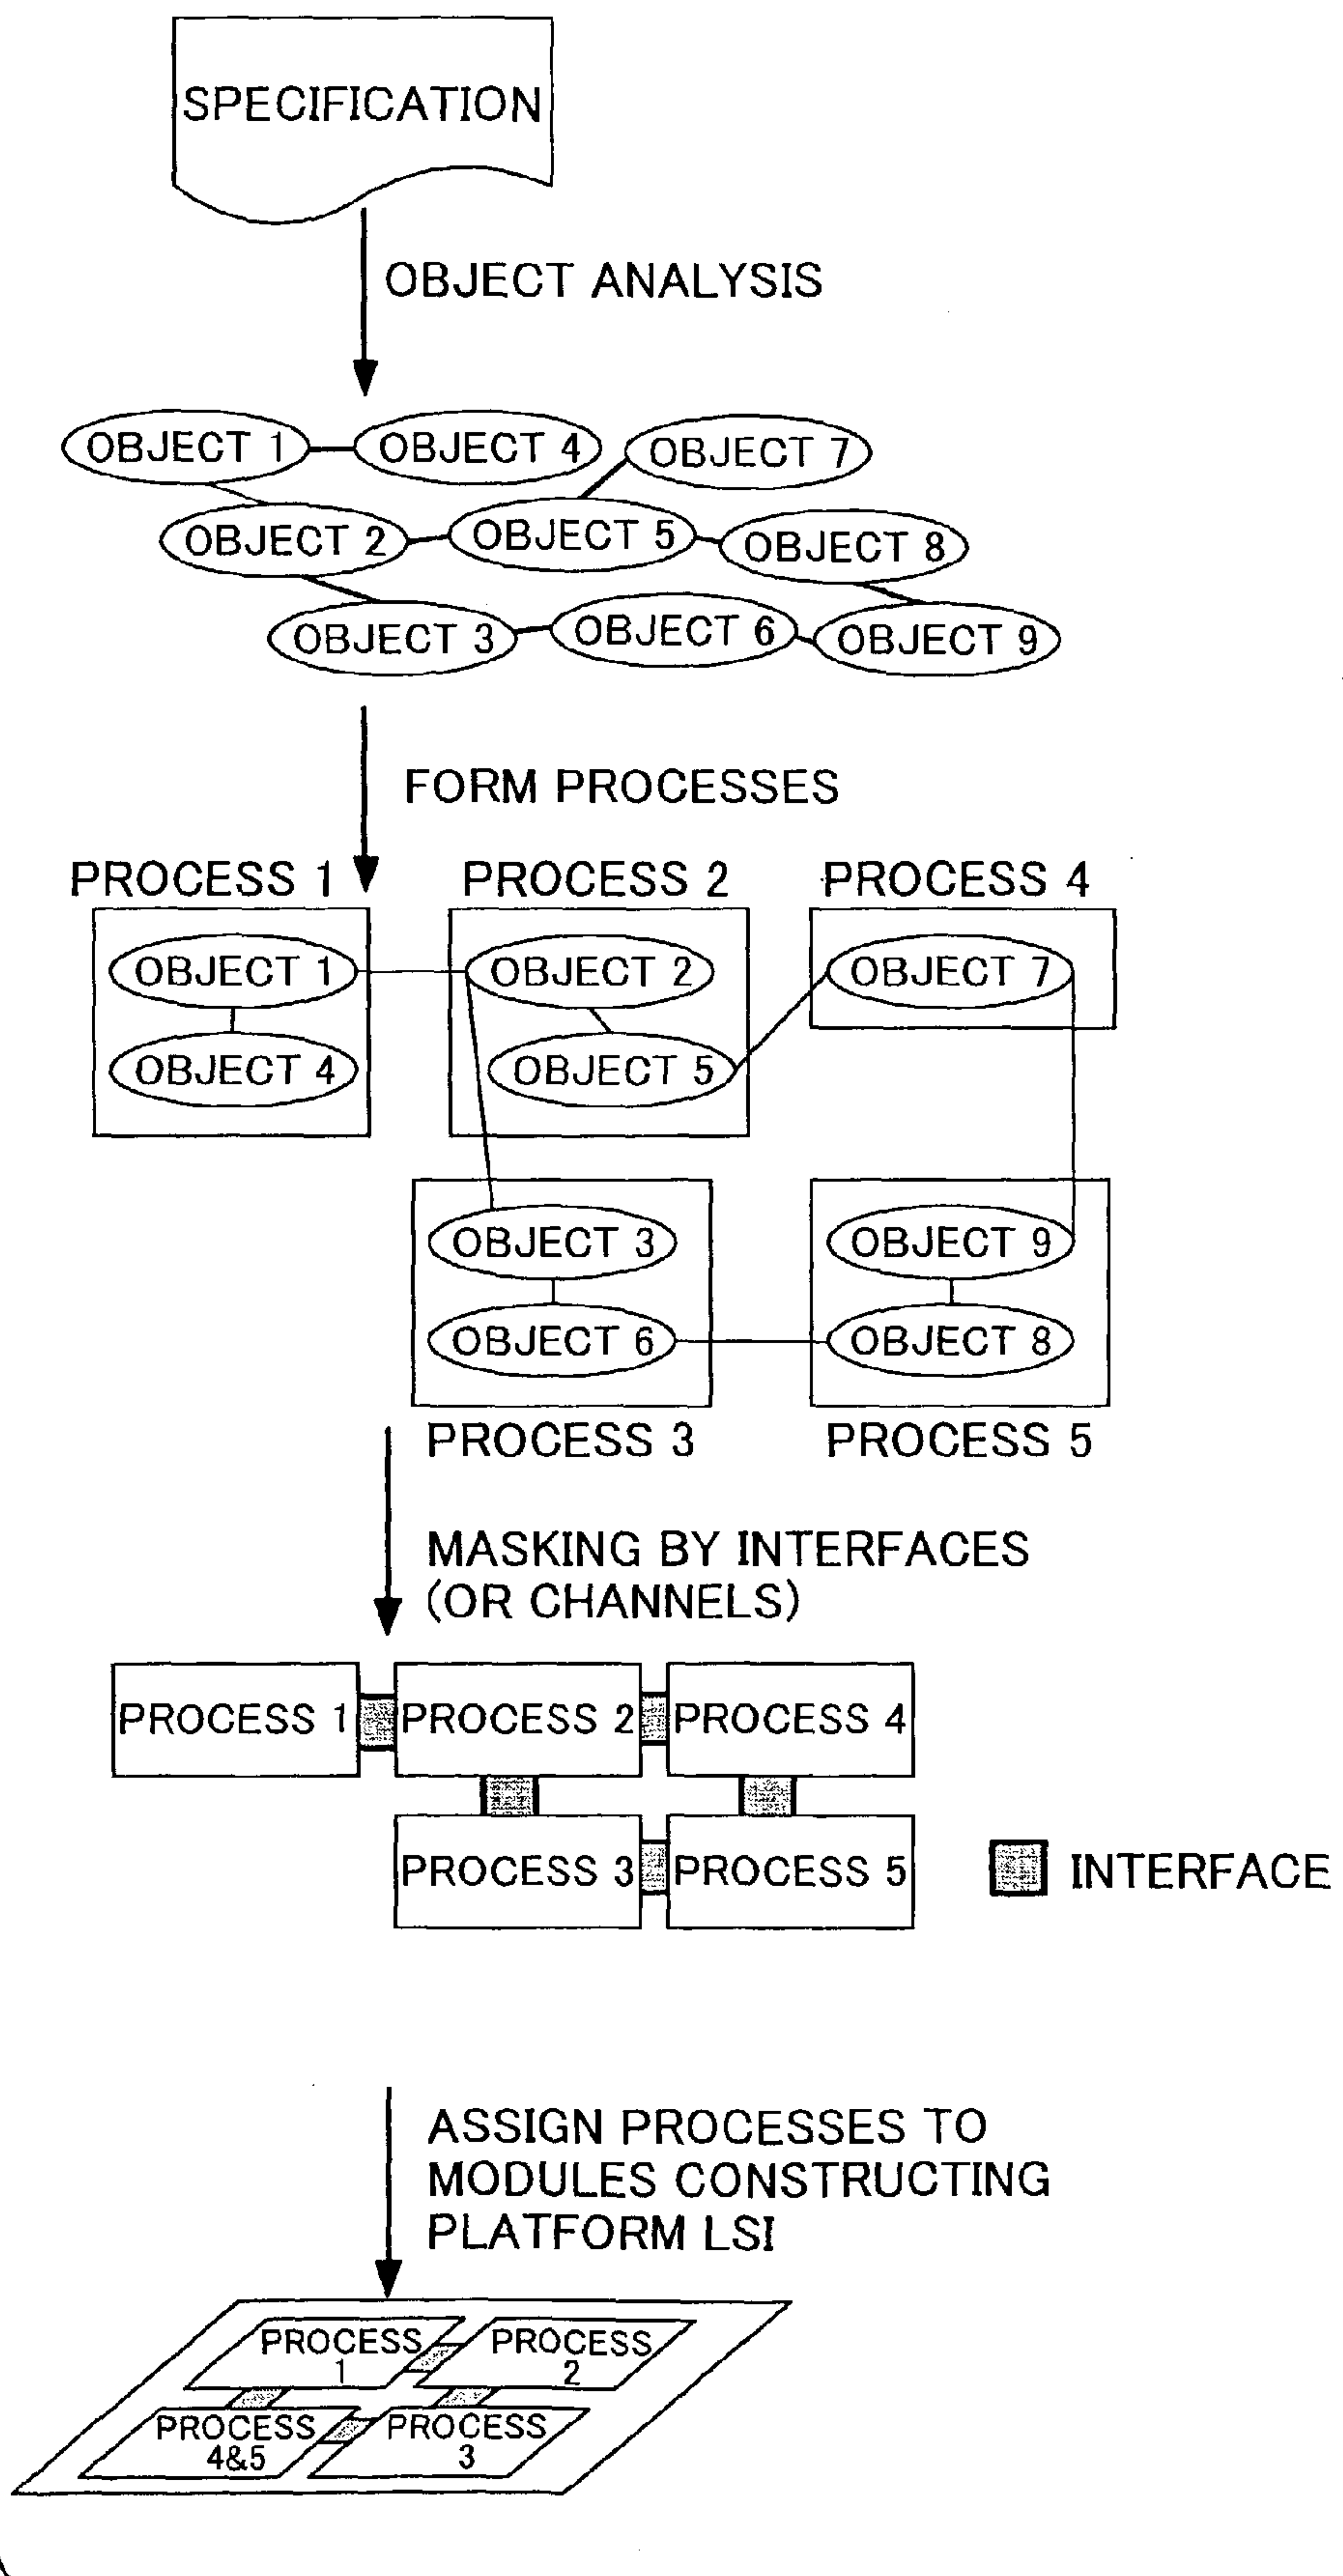 SPECIFICATION
OBJECT ANALYSIS
OBJECT 1
OBJECT 4
OBJECT 7
OBJECT 2
OBJECT 5
OBJECT 8
OBJECT 3
OBJECT 6
OBJECT 9
FORM PROCESSES
PROCESS 1
PROCESS 2
PROCESS 4
OBJECT 1
OBJECT 2
OBJECT 7
OBJECT 4
OBJECT 5
OBJECT 3
OBJECT 9
OBJECT 6
OBJECT 8
PROCESS 3
PROCESS 5
MASKING BY INTERFACES
(OR CHANNELS)
PROCESS 1
PROCESS 2
PROCESS 4
PROCESS 3
PROCESS 5
INTERFACE
ASSIGN PROCESSES TO
MODULES CONSTRUCTING
PLATFORM LSI
PROCESS
1
PROCESS
2
PROCESS
4&5
PROCESS
3